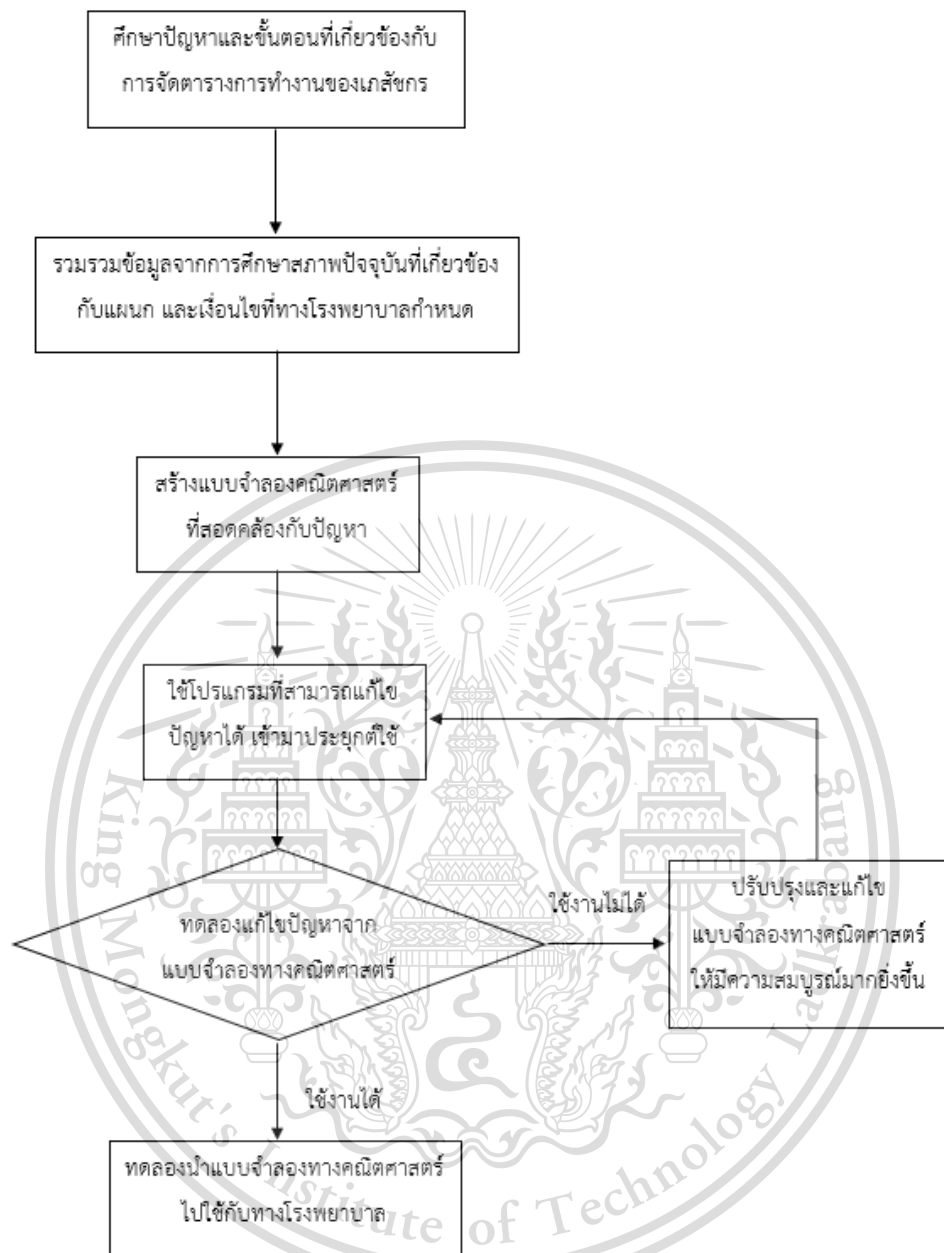 ศึกษาปัญหาและขั้นตอนที่เกี่ยวข้องกับ
การจัดตารางการทำงานของเภสัชกร
รวมรวมข้อมูลจากการศึกษาสภาพปัจจุบันที่เกี่ยวข้อง
กับแผนก และเงื่อนไขที่ทางโรงพยาบาลกำหนด
สร้างแบบจำลองคณิตศาสตร์
ที่สอดคล้องกับปัญหา
ใช้โปรแกรมที่สามารถแก้ไข
ปัญหาได้ เข้ามาประยุกต์ใช้
ทดลองแก้ไขปัญหาจาก
แบบจำลองทางคณิตศาสตร์
ใช้งานไม่ได้
ปรับปรุงและแก้ไข
แบบจำลองทางคณิตศาสตร์
ให้มีความสมบูรณ์มากยิ่งขึ้น
ใช้งานได้
ทดลองนำแบบจำลองทางคณิตศาสตร์
ไปใช้กับทางโรงพยาบาล
King Mongkut's Institute of Technology Ladkrabang